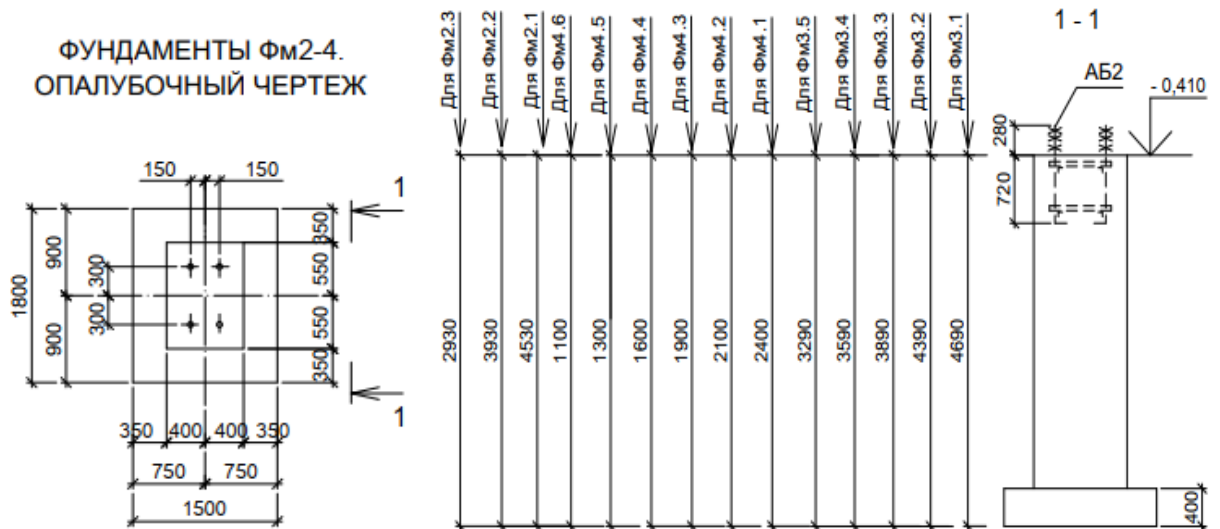 ФУНДАМЕНТЫ Фм2-4.
ОПАЛУБОЧНЫЙ ЧЕРТЕЖ
150
150
1
350
550
550
350
1800
900
900
300
300
1
350
400
400
350
750
750
1500
Для Фм2.3
Для Фм2.2
Для Фм2.1
Для Фм4.6
Для Фм4.5
Для Фм4.4
Для Фм4.3
Для Фм4.2
Для Фм4.1
Для Фм3.5
Для Фм3.4
Для Фм3.3
Для Фм3.2
Для Фм3.1
2930
3930
4530
1100
1300
1600
1900
2100
2400
3290
3590
3890
4390
4690
1 - 1
АБ2
- 0,410
280
720
400